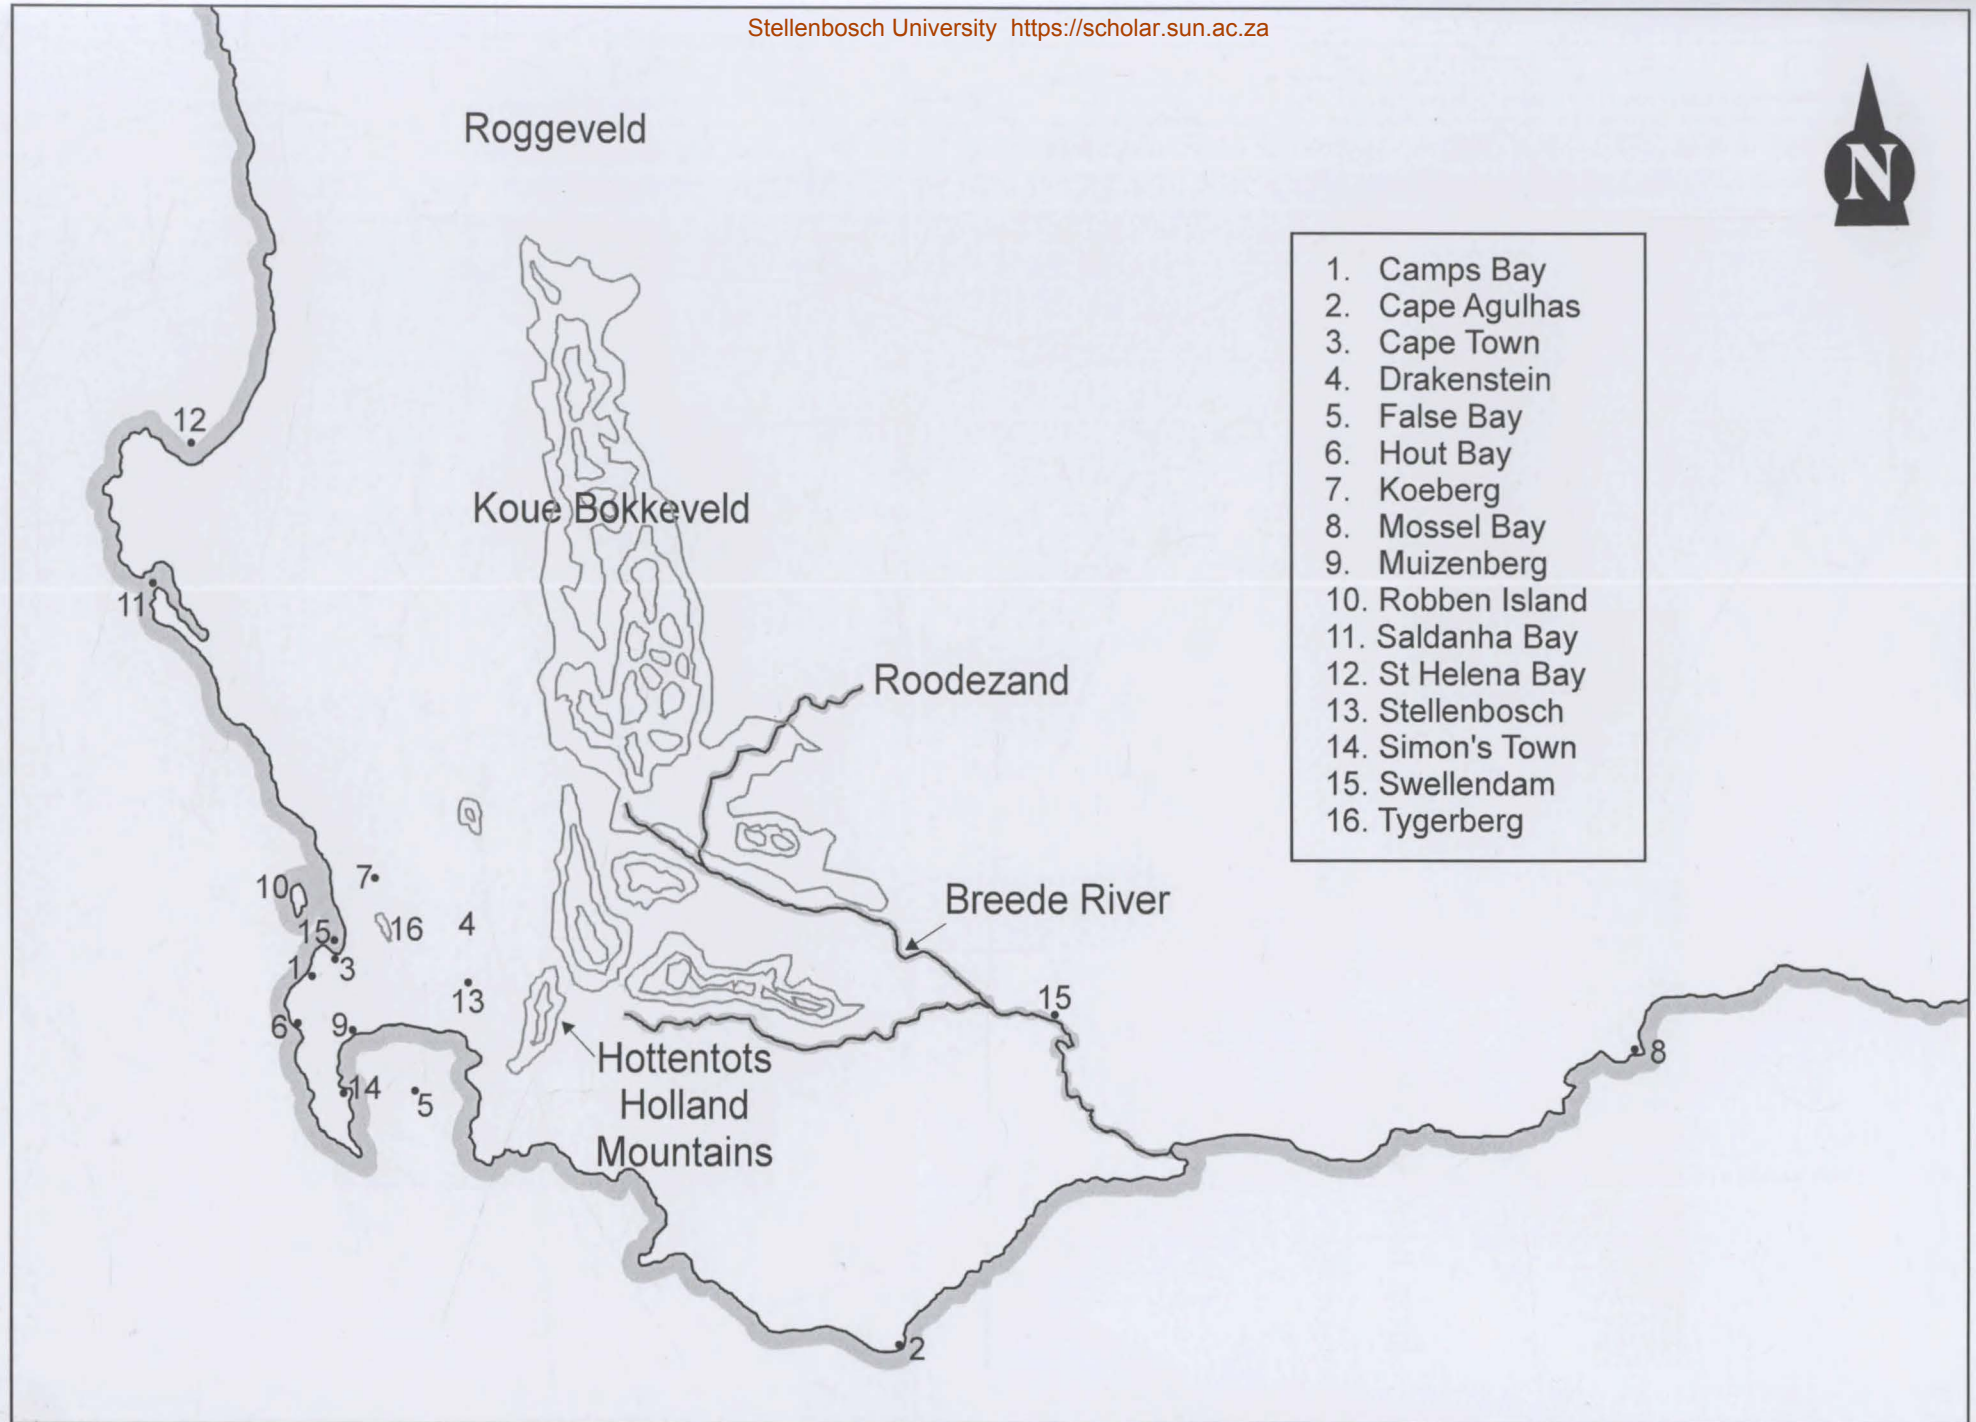 Stellenbosch University https://scholar.sun.ac.za
Roggeveld
N
1. Camps Bay
2. Cape Agulhas
3. Cape Town
4. Drakenstein
5. False Bay
6. Hout Bay
7. Koeberg
8. Mossel Bay
9. Muizenberg
10. Robben Island
11. Saldanha Bay
12. St Helena Bay
13. Stellenbosch
14. Simon's Town
15. Swellendam
16. Tygerberg
12
Koue Bokkeveld
11
Roodezand
7
10
Breede River
15
16
4
1
3
13
15
6
9
Hottentots
Holland
Mountains
14
5
8
2